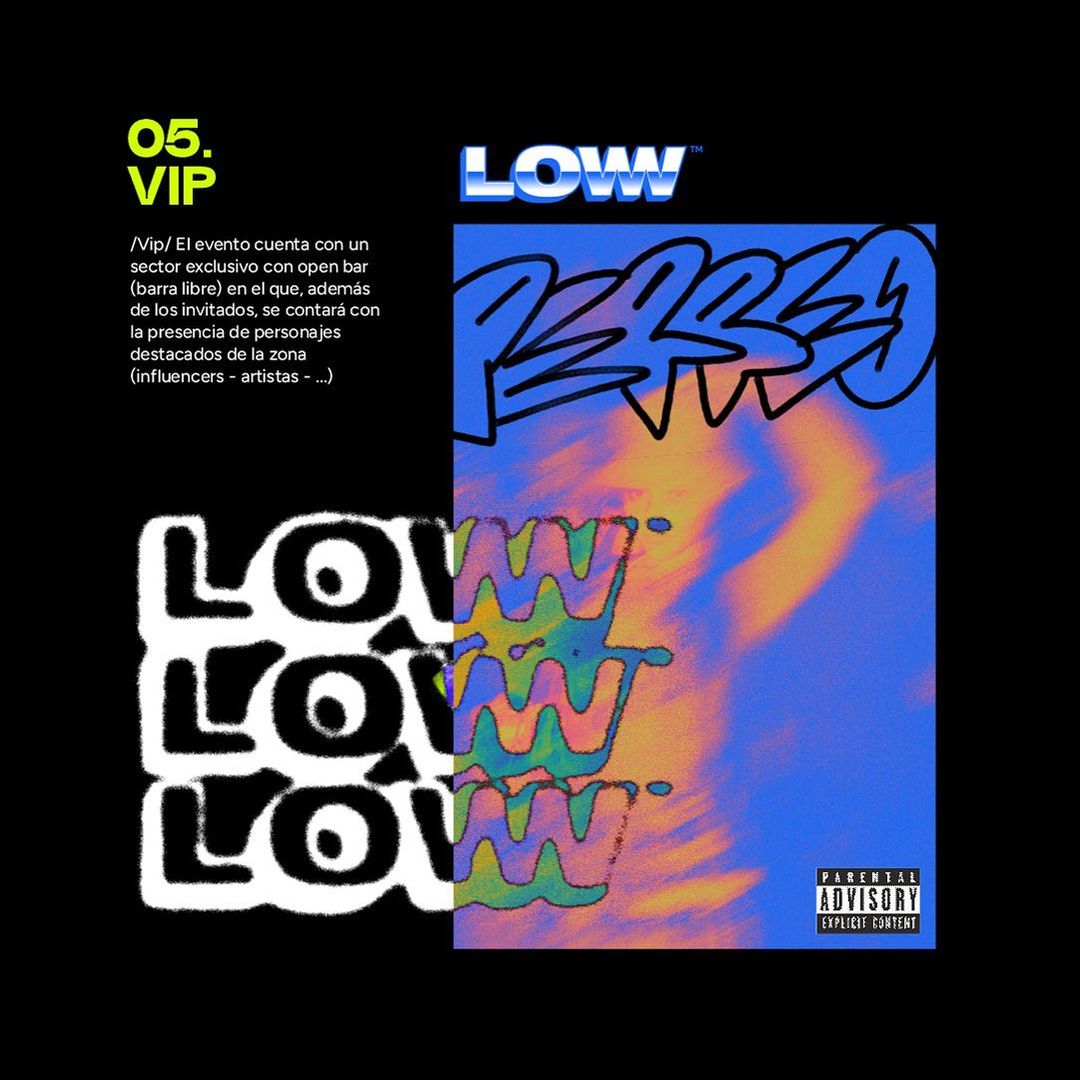 05.
VIP
/Vip/ El evento cuenta con un
sector exclusivo con open bar
(barra libre) en el que, además
de los invitados, se contará con
la presencia de personajes
destacados de la zona
(influencers - artistas - ...)
LOW™
PERREO
LOW
LOW
LOW
PARENTAL
ADVISORY
EXPLICIT CONTENT